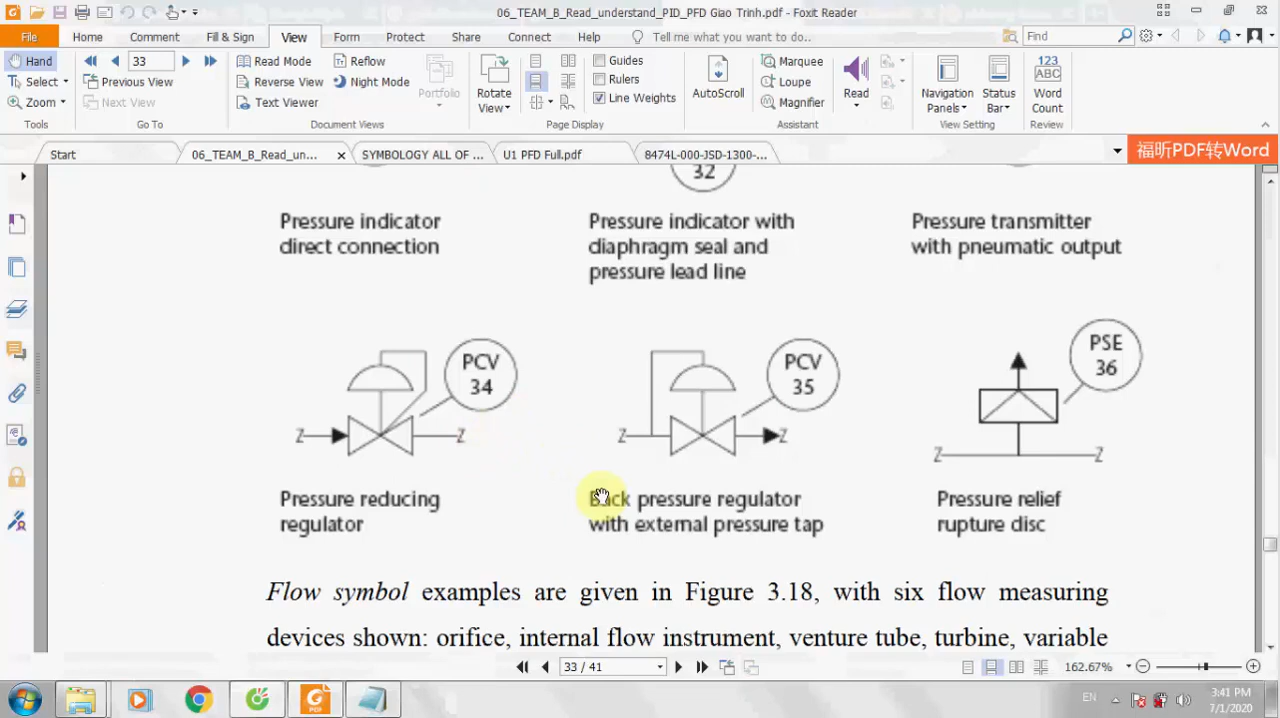 06_TEAM_B_Read_understand_PID_PFD Giao Trinh.pdf - Foxit Reader
File Home Comment Fill & Sign View Form Protect Share Connect Help Tell me what you want to do... Find
Hand 33 Read Mode Reflow Guides Marquee
Select Previous View Reverse View Night Mode Rulers Loupe
Zoom Next View Text Viewer Portfolio Rotate View Line Weights AutoScroll Magnifier Read Navigation Panels Status Bar 123 ABC Word Count
Tools Go To Document Views Page Display Assistant View Setting Review
Start 06_TEAM_B_Read_un... SYMBOLOGY ALL OF ... U1 PFD Full.pdf 8474L-000-JSD-1300-... 福昕PDF转Word
32
Pressure indicator
direct connection
Pressure indicator with
diaphragm seal and
pressure lead line
Pressure transmitter
with pneumatic output
PCV
34
Z Z
Pressure reducing
regulator
PCV
35
Z Z
Back pressure regulator
with external pressure tap
PSE
36
Z Z
Pressure relief
rupture disc
Flow symbol examples are given in Figure 3.18, with six flow measuring
devices shown: orifice, internal flow instrument, venture tube, turbine, variable
33 / 41 162.67%
EN 3:41 PM
7/1/2020
PDF